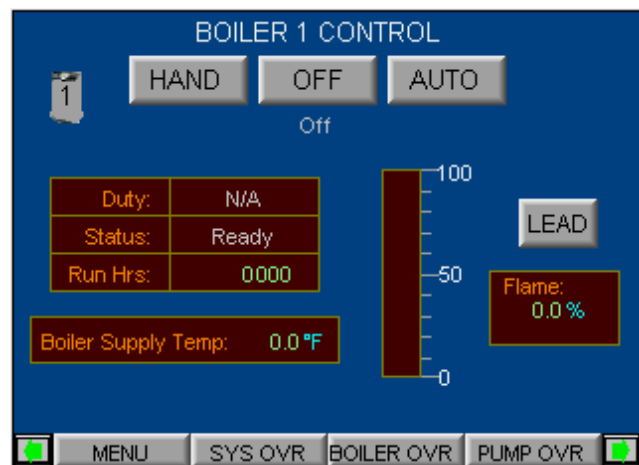 BOILER 1 CONTROL
HAND OFF AUTO
1
Off
100
Duty: N/A
LEAD
Status: Ready
Run Hrs: 0000
50
Flame:
0.0 %
Boiler Supply Temp: 0.0 °F
0
MENU SYS OVR BOILER OVR PUMP OVR